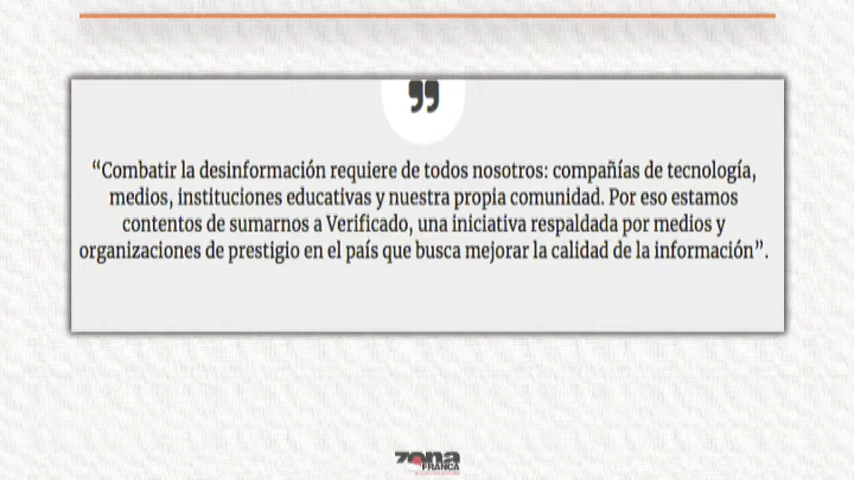 "Combatir la desinformación requiere de todos nosotros: compañías de tecnología,
medios, instituciones educativas y nuestra propia comunidad. Por eso estamos
contentos de sumarnos a Verificado, una iniciativa respaldada por medios y
organizaciones de prestigio en el país que busca mejorar la calidad de la información".
zona
FRANCA